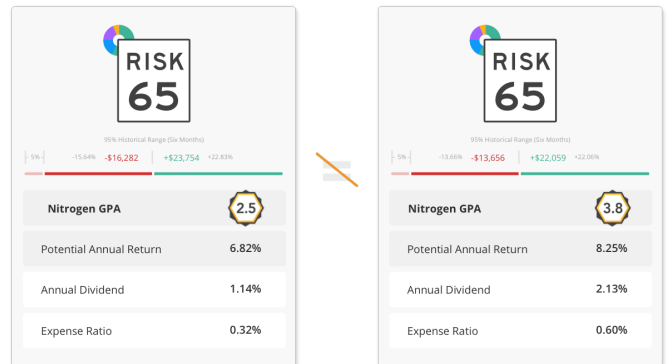 RISK
65
95% Historical Range (Six Months)
5% -15.64% -$16,282 +$23,754 +22.83%
Nitrogen GPA 2.5
Potential Annual Return 6.82%
Annual Dividend 1.14%
Expense Ratio 0.32%
RISK
65
95% Historical Range (Six Months)
5% -13.66% -$13,656 +$22,059 +22.06%
Nitrogen GPA 3.8
Potential Annual Return 8.25%
Annual Dividend 2.13%
Expense Ratio 0.60%